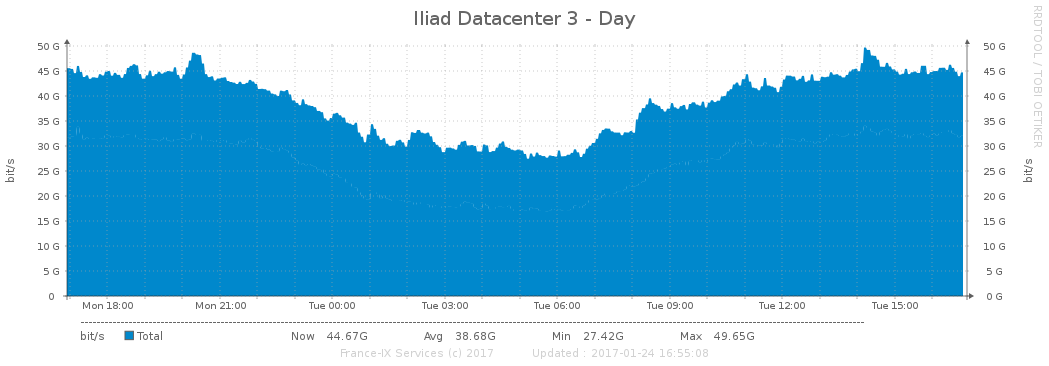 Iliad Datacenter 3 - Day
RRDTOOL / TOBI OETIKER
bit/s
50 G
45 G
40 G
35 G
30 G
25 G
20 G
15 G
10 G
5 G
0
50 G
45 G
40 G
35 G
30 G
25 G
20 G
15 G
10 G
5 G
0 G
bit/s
Mon 18:00 Mon 21:00 Tue 00:00 Tue 03:00 Tue 06:00 Tue 09:00 Tue 12:00 Tue 15:00
bit/s Total Now 44.67G Avg 38.68G Min 27.42G Max 49.65G
France-IX Services (c) 2017 Updated : 2017-01-24 16:55:08